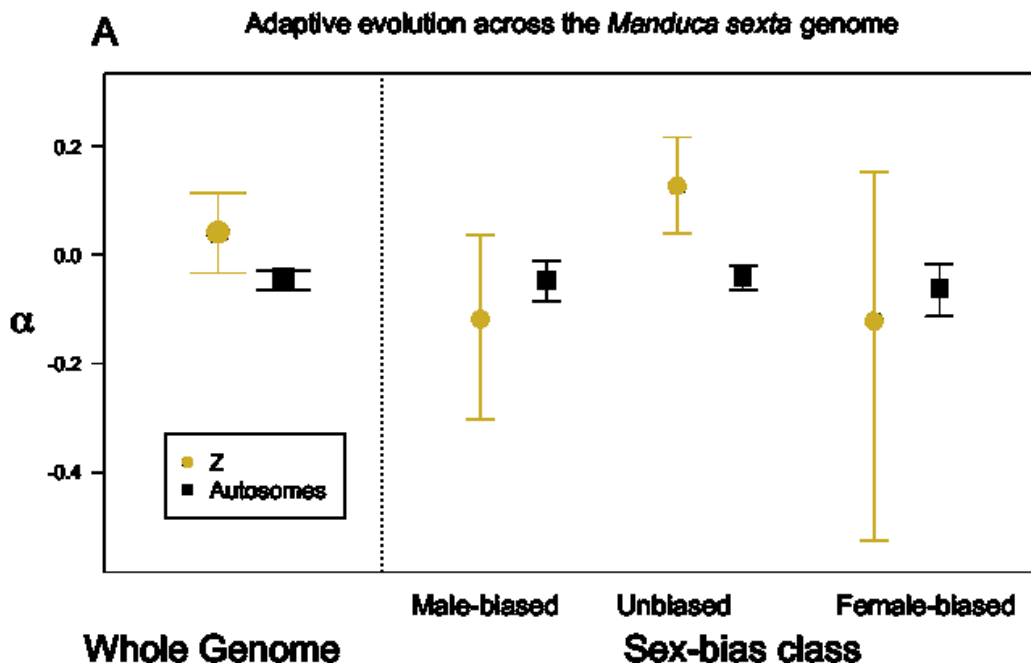 A
Adaptive evolution across the Manduca sexta genome
0.2
0.0
-0.2
-0.4
α
Z
Autosomes
Male-biased Unbiased Female-biased
Whole Genome Sex-bias class